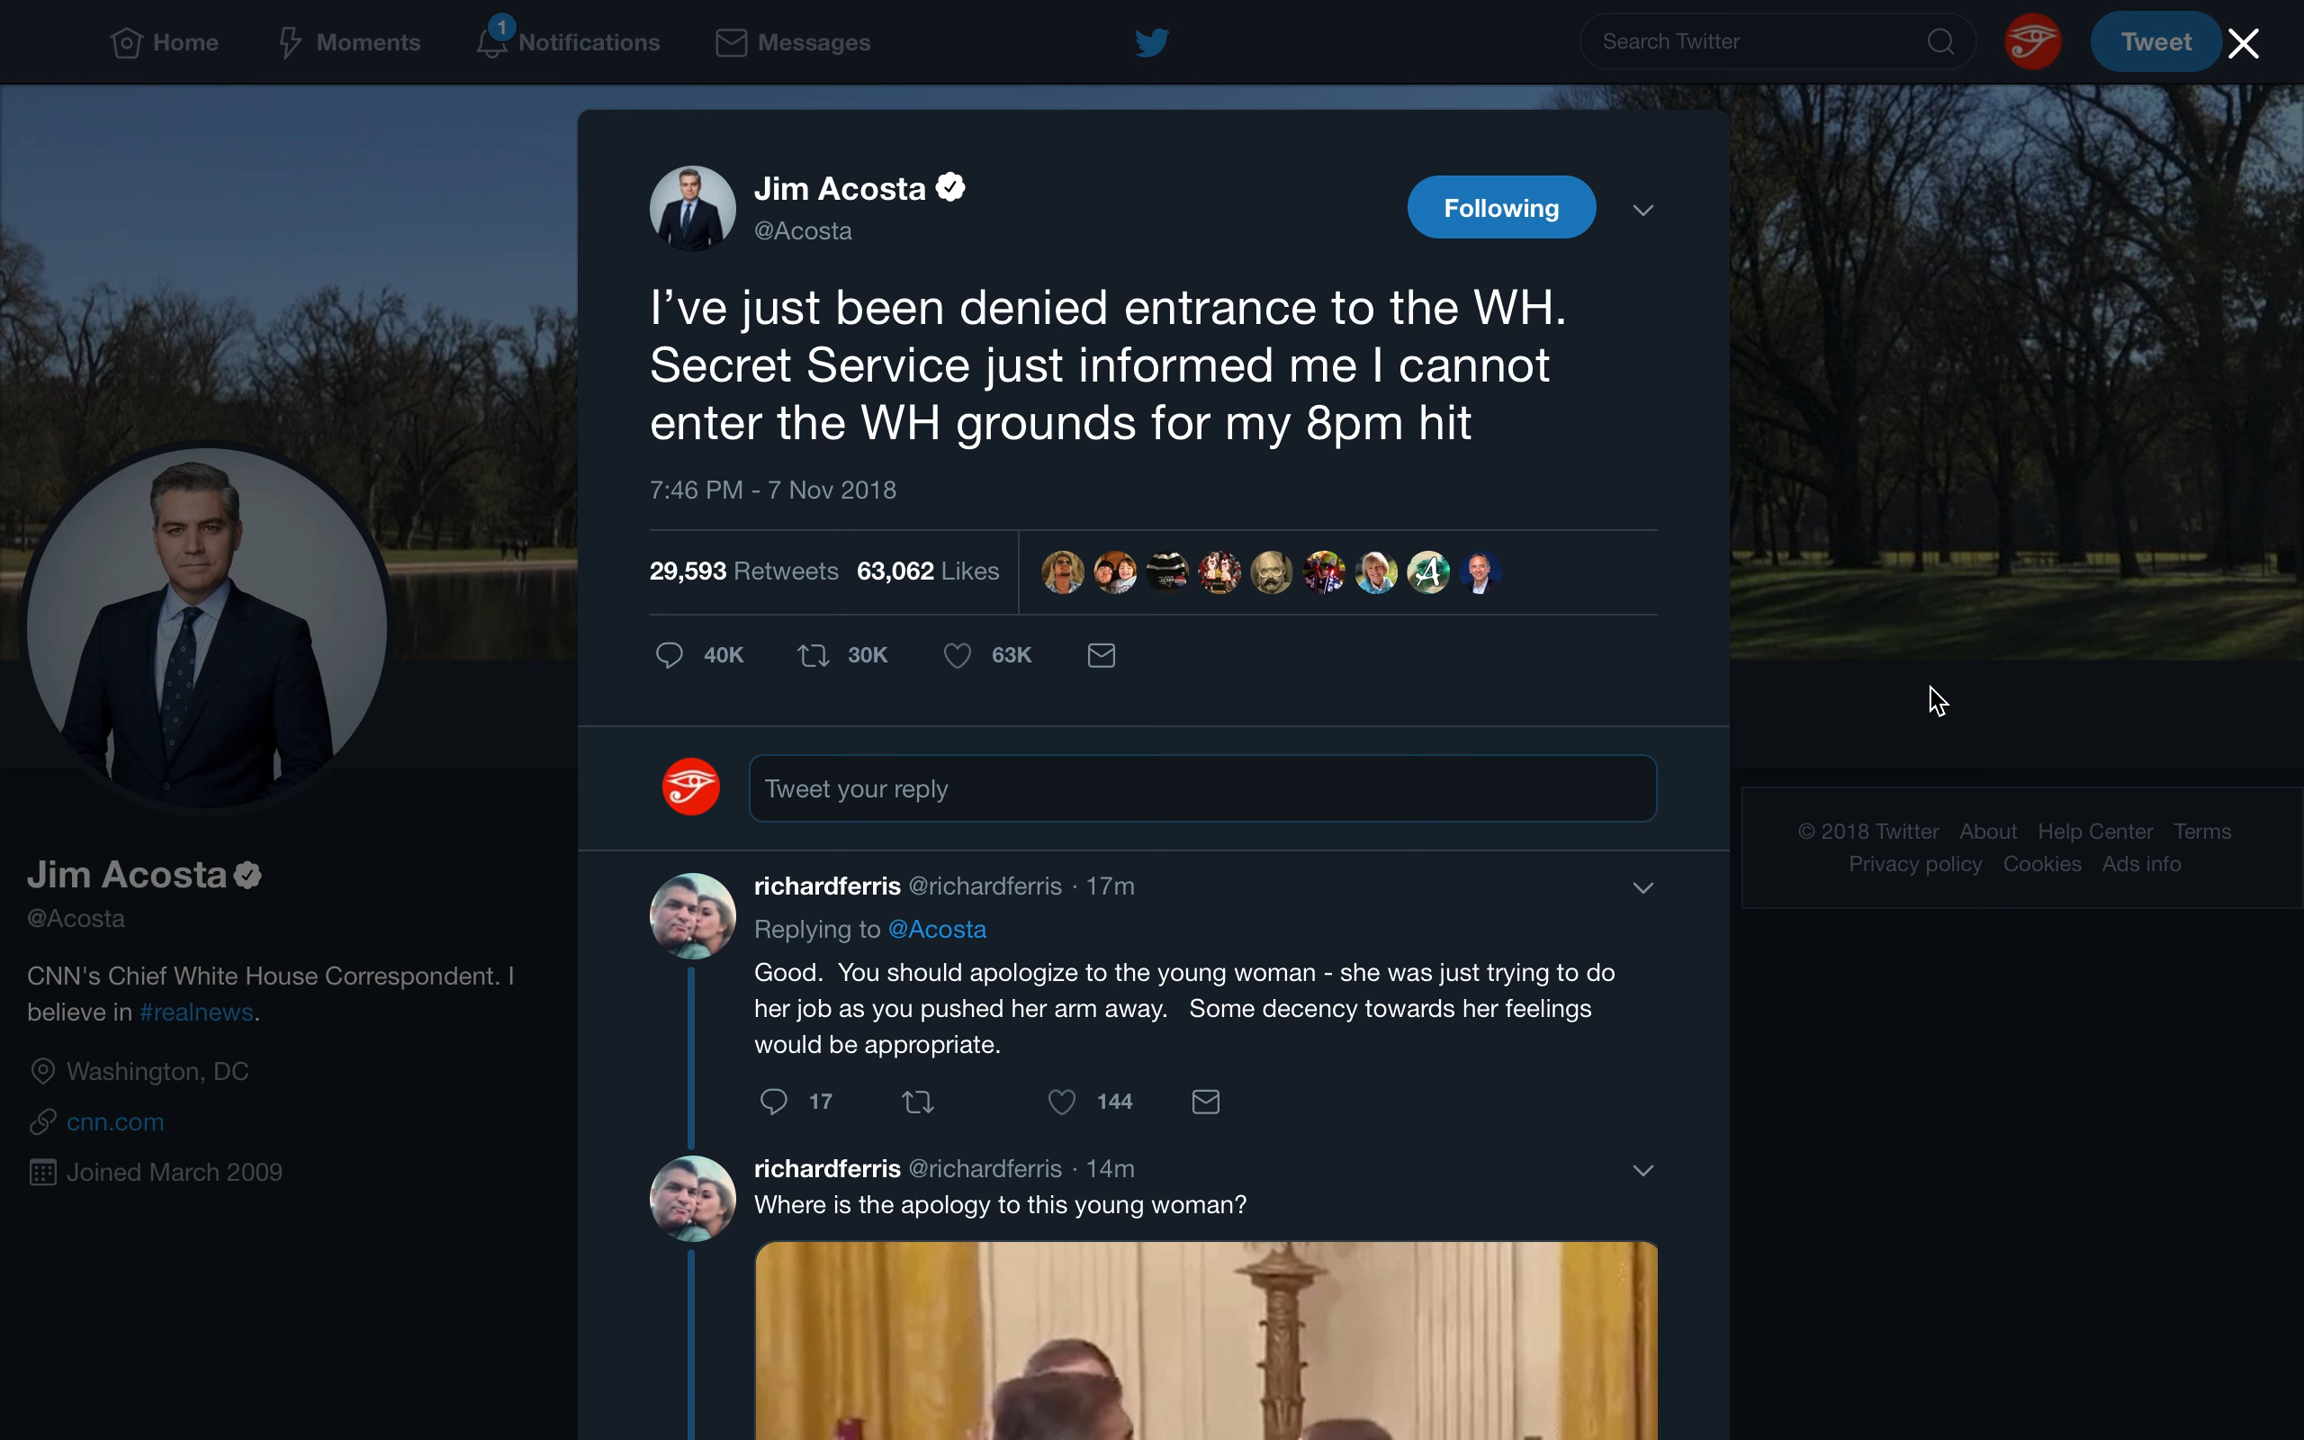 Home
Moments
1
Notifications
Messages
Search Twitter
Tweet
Jim Acosta
@Acosta
Following
I’ve just been denied entrance to the WH.
Secret Service just informed me I cannot
enter the WH grounds for my 8pm hit
7:46 PM - 7 Nov 2018
29,593 Retweets 63,062 Likes
40K
30K
63K
Tweet your reply
richardferris @richardferris · 17m
Replying to @Acosta
Good.  You should apologize to the young woman - she was just trying to do
her job as you pushed her arm away.   Some decency towards her feelings
would be appropriate.
17
144
richardferris @richardferris · 14m
Where is the apology to this young woman?
Jim Acosta
@Acosta
CNN's Chief White House Correspondent. I
believe in #realnews.
Washington, DC
cnn.com
Joined March 2009
© 2018 Twitter About Help Center Terms
Privacy policy Cookies Ads info